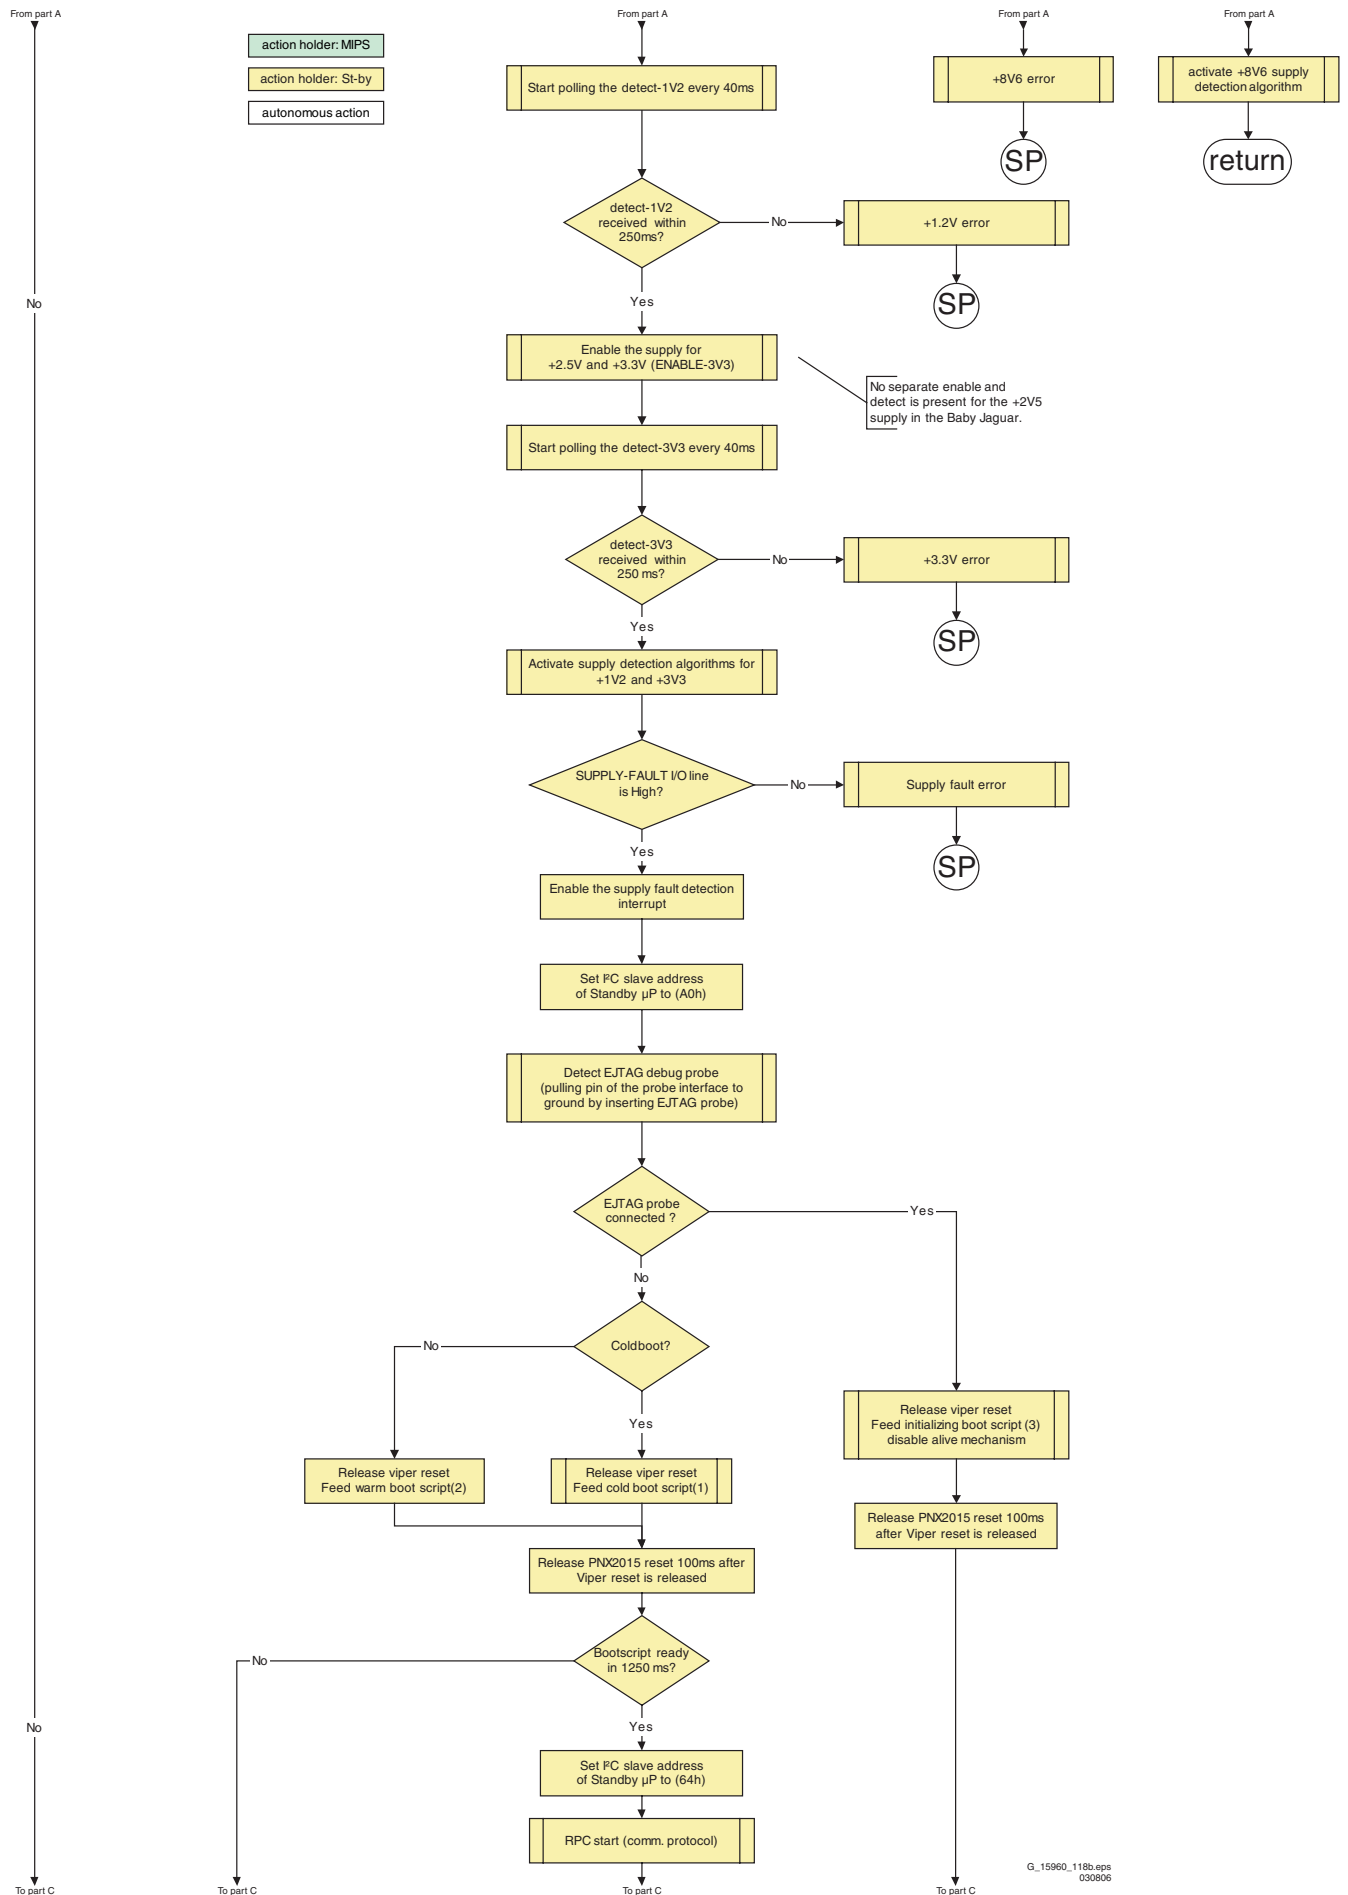 From part A
From part A
From part A
From part A
action holder: MIPS
action holder: St-by
autonomous action
Start polling the detect-1V2 every 40ms
+8V6 error
activate +8V6 supply
detection algorithm
SP
return
detect-1V2
received within
250ms?
No
+1.2V error
SP
No
Yes
Enable the supply for
+2.5V and +3.3V (ENABLE-3V3)
No separate enable and
detect is present for the +2V5
supply in the Baby Jaguar.
Start polling the detect-3V3 every 40ms
detect-3V3
received within
250 ms?
No
+3.3V error
SP
Yes
Activate supply detection algorithms for
+1V2 and +3V3
SUPPLY-FAULT I/O line
is High?
No
Supply fault error
SP
Yes
Enable the supply fault detection
interrupt
Set I²C slave address
of Standby µP to (A0h)
Detect EJTAG debug probe
(pulling pin of the probe interface to
ground by inserting EJTAG probe)
EJTAG probe
connected ?
Yes
No
Coldboot?
No
Yes
Release viper reset
Feed initializing boot script (3)
disable alive mechanism
Release viper reset
Feed warm boot script(2)
Release viper reset
Feed cold boot script(1)
Release PNX2015 reset 100ms
after Viper reset is released
Release PNX2015 reset 100ms after
Viper reset is released
Bootscript ready
in 1250 ms?
No
No
Yes
Set I²C slave address
of Standby µP to (64h)
RPC start (comm. protocol)
G_15960_118b.eps
030806
To part C
To part C
To part C
To part C